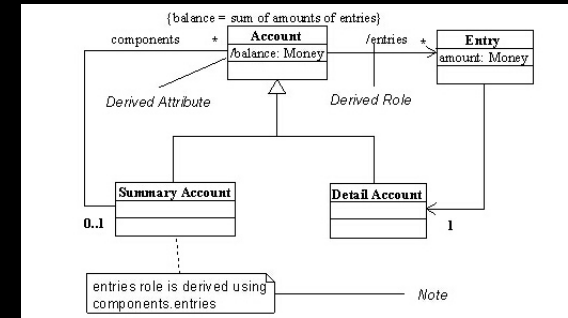 {balance = sum of amounts of entries}
components
*
Account
/balance: Money
/entries
*
Entry
amount: Money
Derived Attribute
Derived Role
Summary Account
Detail Account
0..1
1
entries role is derived using
components.entries
Note